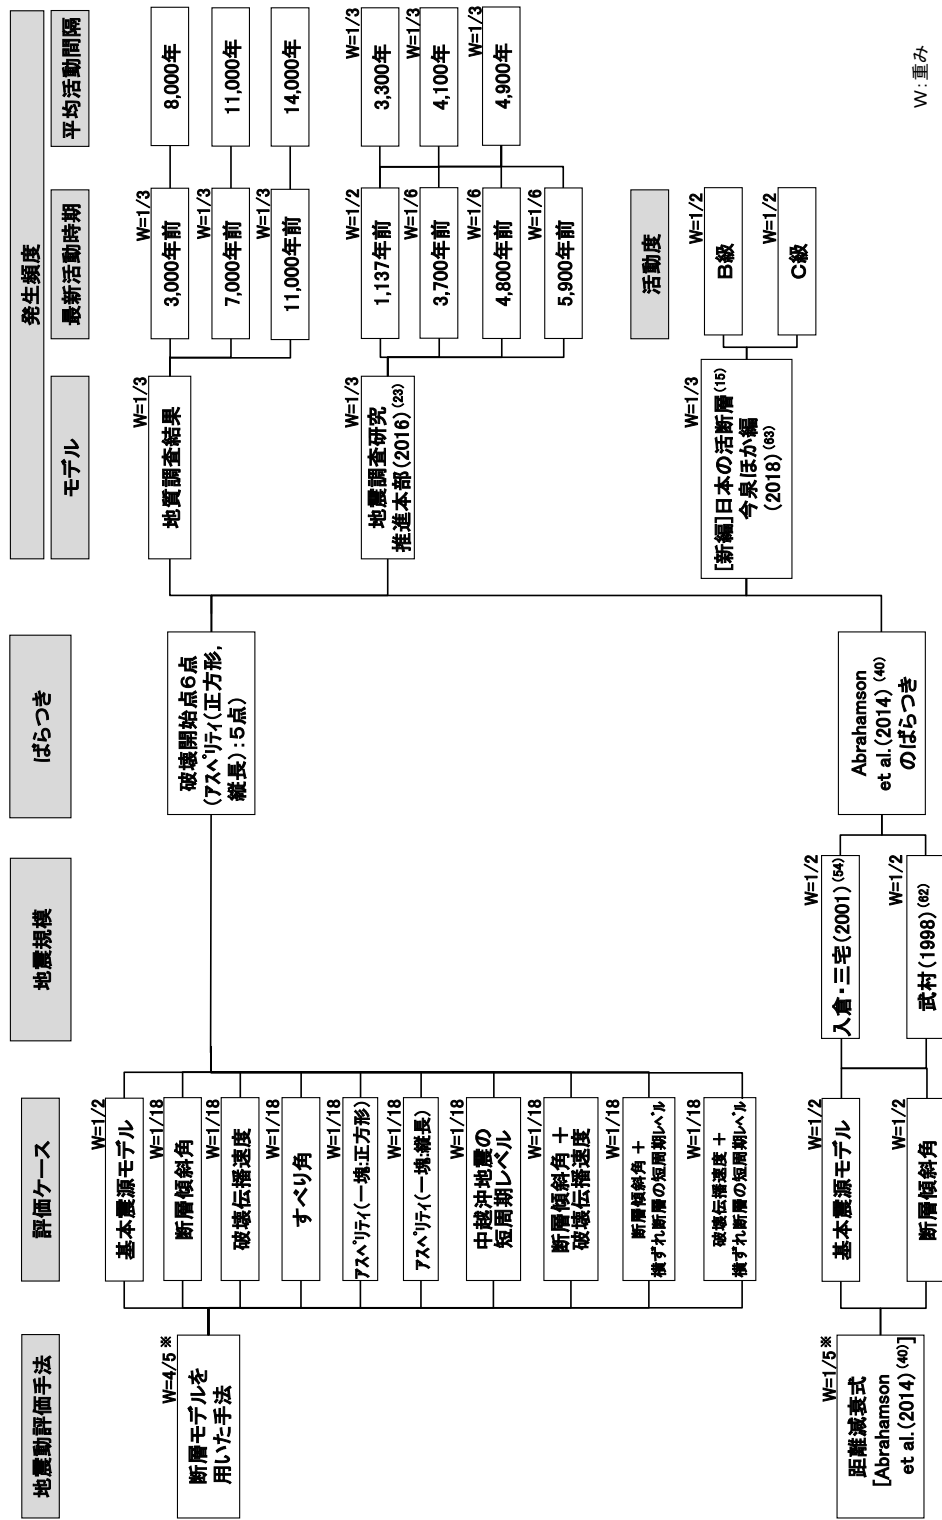 地震動評価手法
評価ケース
地震規模
ばらつき
発生頻度
モデル
最新活動時期
平均活動間隔
W=4/5※
断層モデルを
用いた手法
W=1/2
基本震源モデル
W=1/18
断層傾斜角
W=1/18
破壊伝播速度
W=1/18
すべり角
W=1/18
アスペリティ(一塊:正方形)
W=1/18
アスペリティ(一塊:縦長)
W=1/18
中越沖地震の
短周期レベル
W=1/18
断層傾斜角 +
破壊伝播速度
W=1/18
断層傾斜角 +
横ずれ断層の短周期レベル
W=1/18
破壊伝播速度 +
横ずれ断層の短周期レベル
破壊開始点6点
(アスペリティ(正方形,
縦長):5点)
W=1/3
地質調査結果
W=1/3
3,000年前
8,000年
W=1/3
7,000年前
11,000年
W=1/3
11,000年前
14,000年
W=1/3
地震調査研究
推進本部(2016)(23)
W=1/2
1,137年前
W=1/6
3,700年前
W=1/6
4,800年前
W=1/6
5,900年前
W=1/3
3,300年
W=1/3
4,100年
W=1/3
4,900年
活動度
W=1/3
[新編]日本の活断層(15)
今泉ほか編
(2018)(63)
W=1/2
B級
W=1/2
C級
W=1/5※
距離減衰式
[Abrahamson
et al.(2014)(40)]
W=1/2
基本震源モデル
W=1/2
断層傾斜角
W=1/2
入倉・三宅(2001)(54)
W=1/2
武村(1998)(62)
Abrahamson
et al.(2014)(40)
のばらつき
W:重み